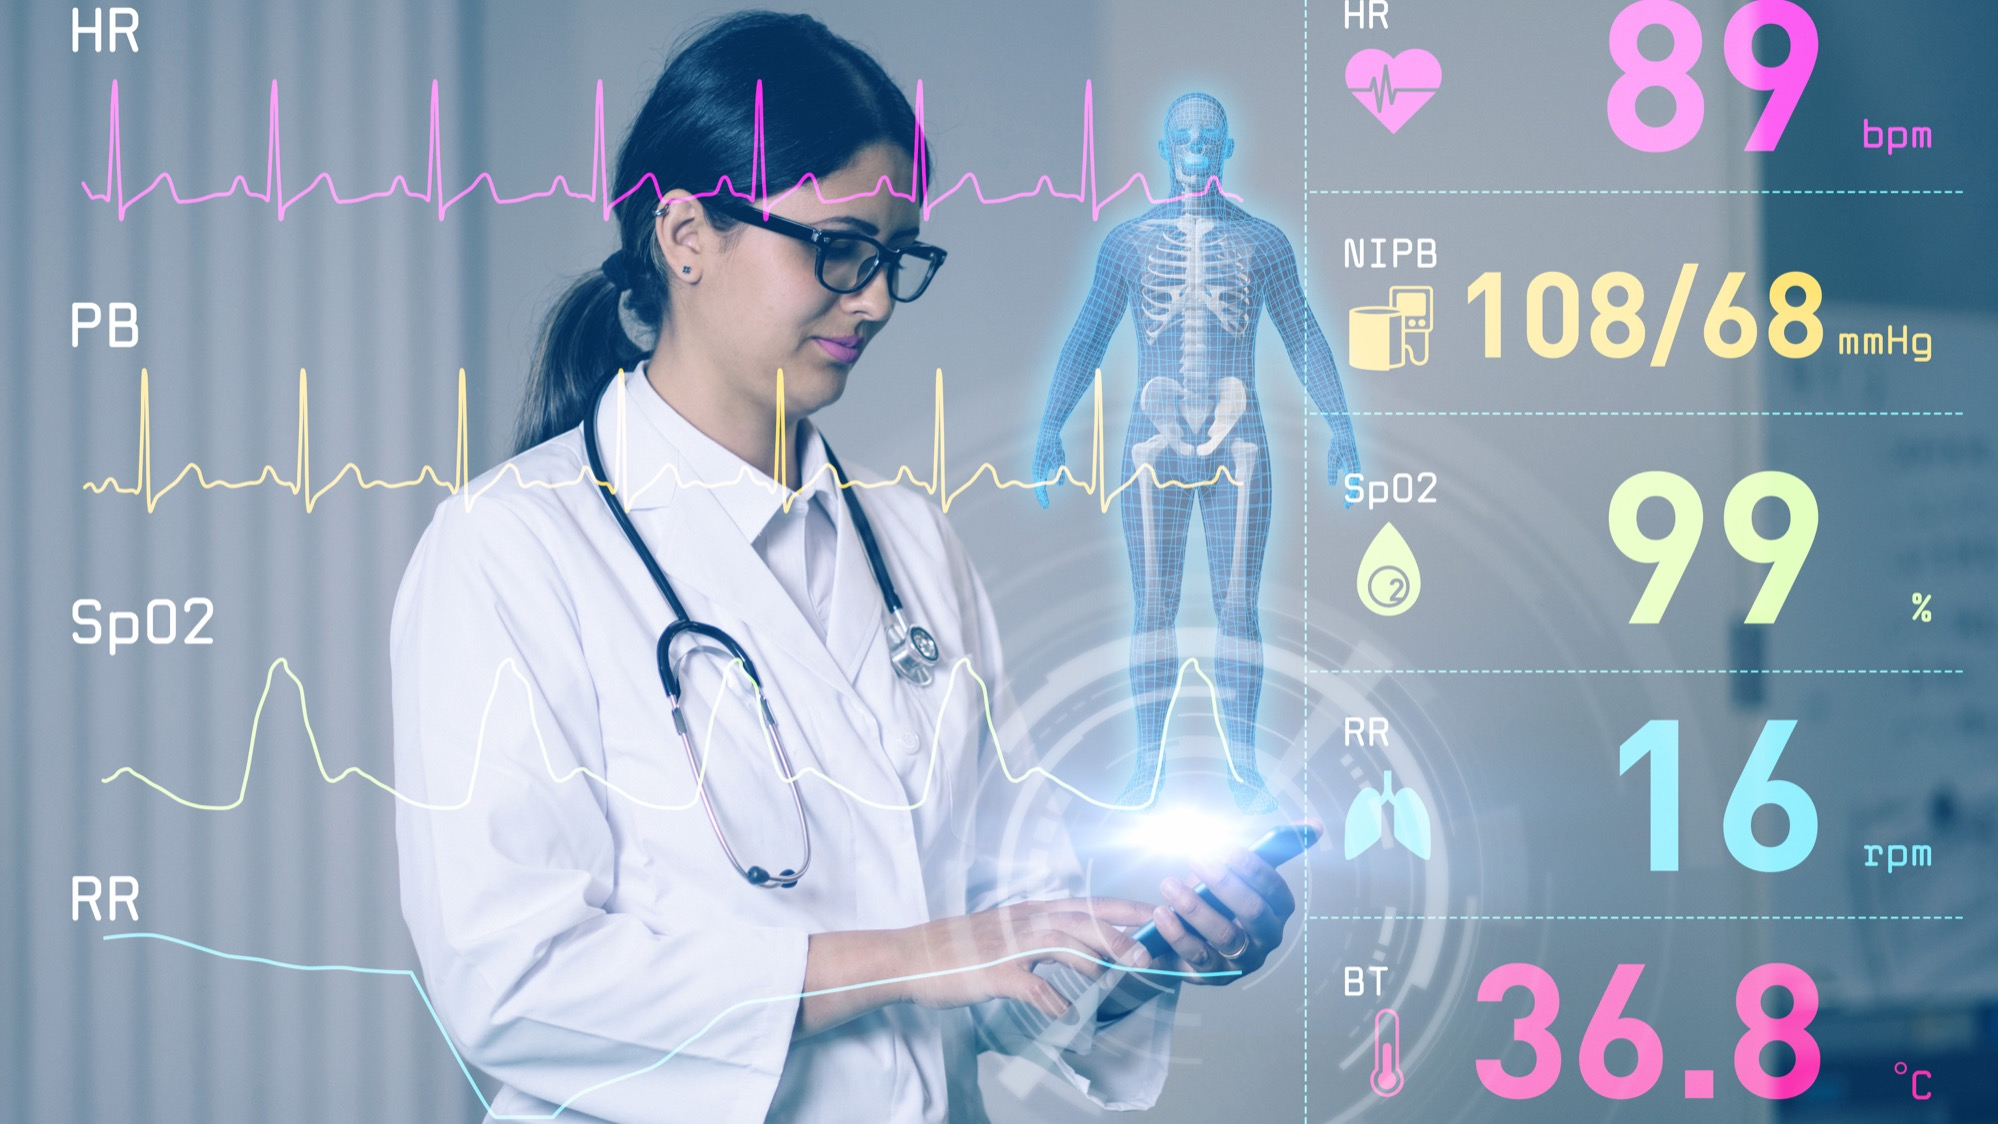 HR
PB
SpO2
RR
HR
89 bpm
NIPB
108/68 mmHg
SpO2
O2
99 %
RR
16 rpm
BT
36.8 °C